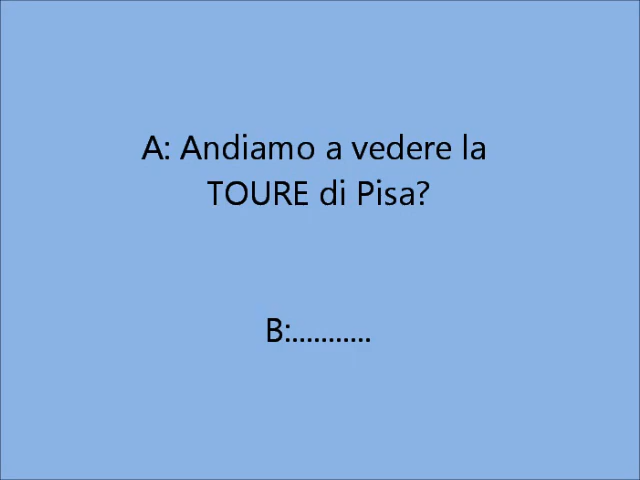 A: Andiamo a vedere la
TOURE di Pisa?
B:...........